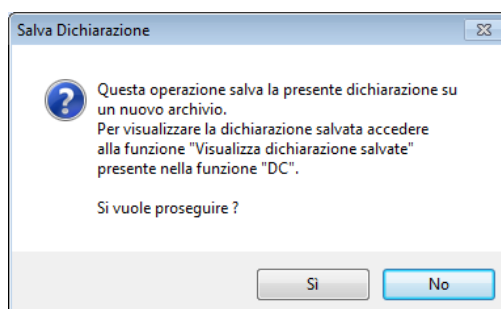 Salva Dichiarazione
Questa operazione salva la presente dichiarazione su
un nuovo archivio.
Per visualizzare la dichiarazione salvata accedere
alla funzione "Visualizza dichiarazione salvate"
presente nella funzione "DC".
Si vuole proseguire ?
Sì
No